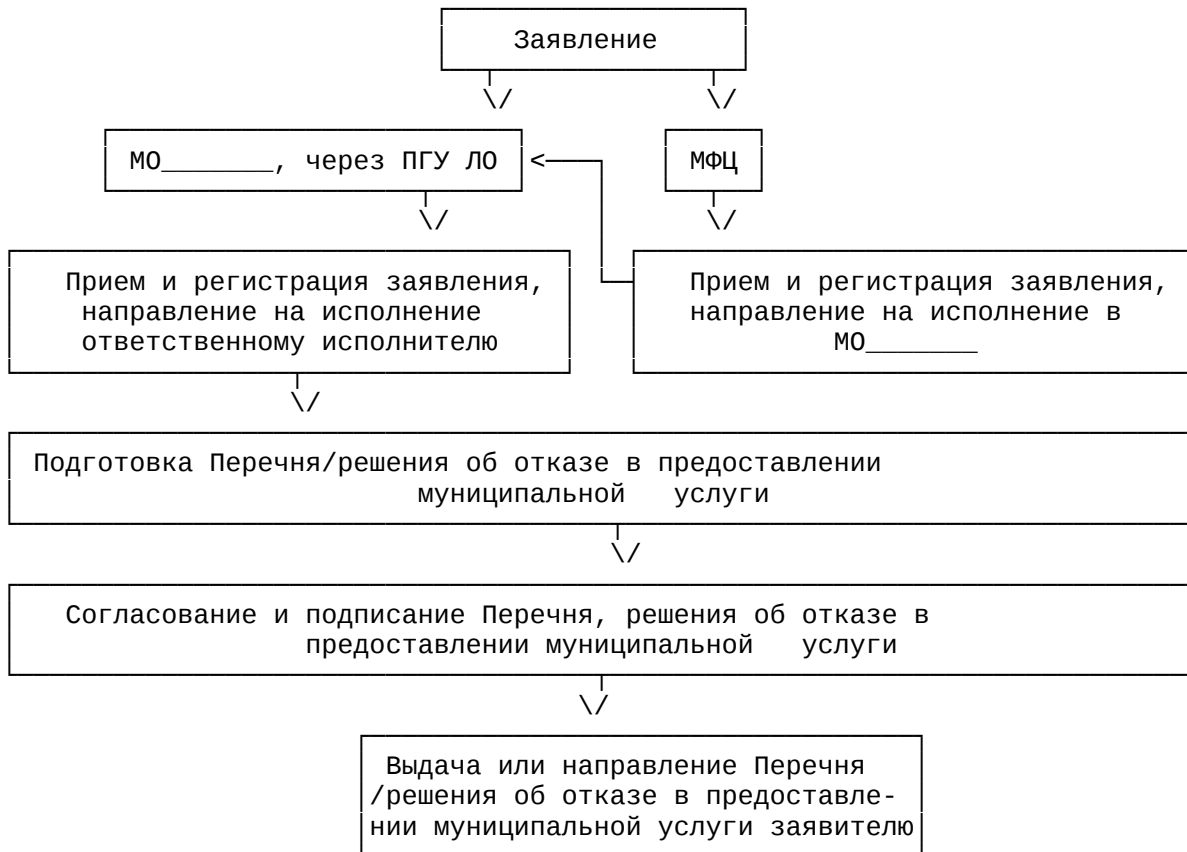 Заявление
МО_______, через ПГУ ЛО
МФЦ
Прием и регистрация заявления,
направление на исполнение
ответственному исполнителю
Прием и регистрация заявления,
направление на исполнение в
МО_______
Подготовка Перечня/решения об отказе в предоставлении
муниципальной услуги
Согласование и подписание Перечня, решения об отказе в
предоставлении муниципальной услуги
Выдача или направление Перечня
/решения об отказе в предоставле-
нии муниципальной услуги заявителю